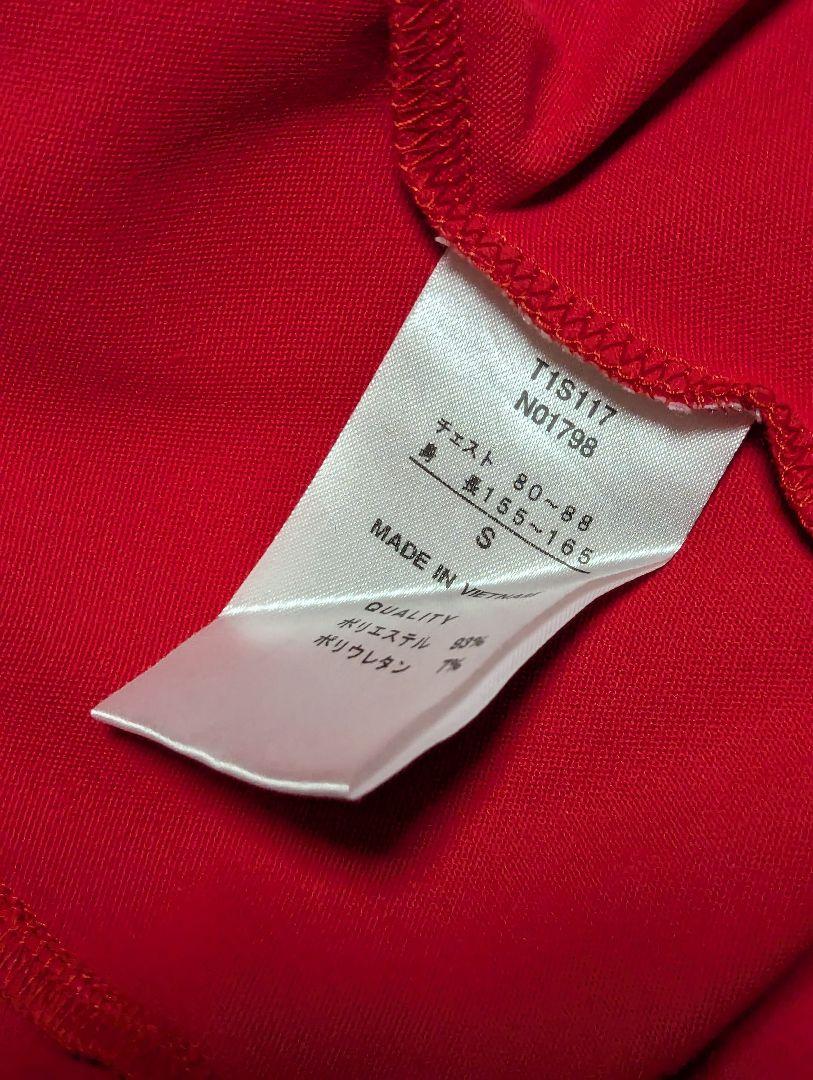 T1S117
N01798
チェスト 80~88
身 長155~165
S
MADE IN VIETNAM
QUALITY
ポリエステル 93%
ポリウレタン 7%